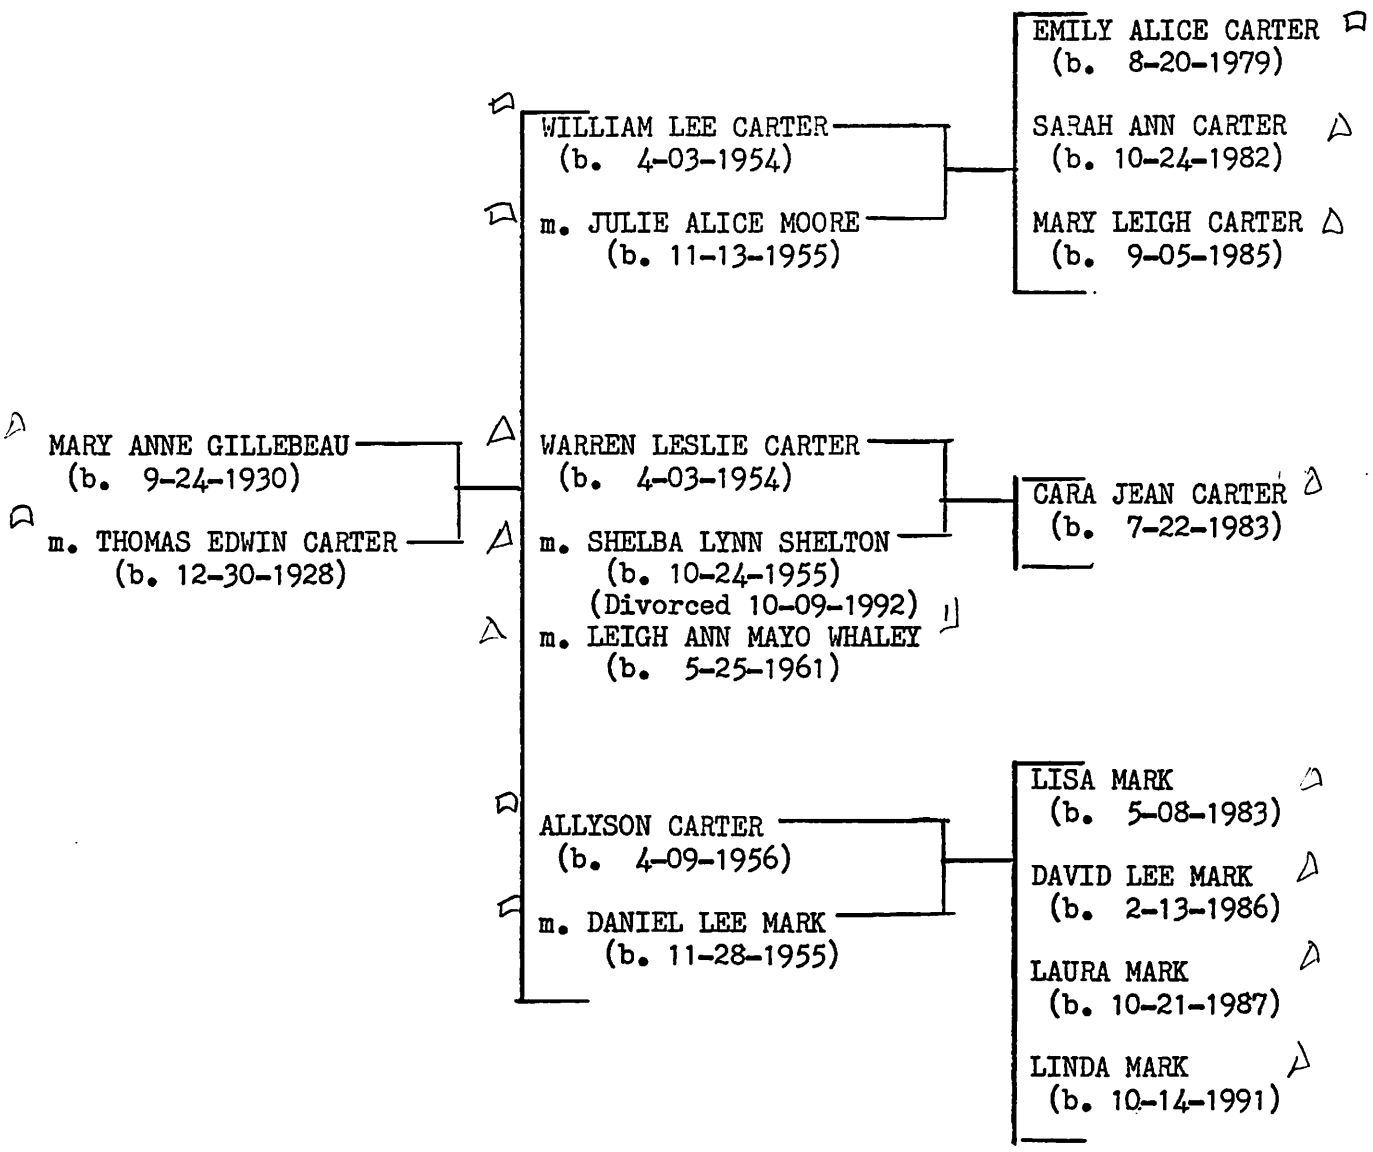 MARY ANNE GILLEBEAU
(b. 9-24-1930)
m. THOMAS EDWIN CARTER
(b. 12-30-1928)
WILLIAM LEE CARTER
(b. 4-03-1954)
m. JULIE ALICE MOORE
(b. 11-13-1955)
WARREN LESLIE CARTER
(b. 4-03-1954)
m. SHELBA LYNN SHELTON
(b. 10-24-1955)
(Divorced 10-09-1992)
m. LEIGH ANN MAYO WHALEY
(b. 5-25-1961)
ALLYSON CARTER
(b. 4-09-1956)
m. DANIEL LEE MARK
(b. 11-28-1955)
EMILY ALICE CARTER
(b. 8-20-1979)
SARAH ANN CARTER
(b. 10-24-1982)
MARY LEIGH CARTER
(b. 9-05-1985)
CARA JEAN CARTER
(b. 7-22-1983)
LISA MARK
(b. 5-08-1983)
DAVID LEE MARK
(b. 2-13-1986)
LAURA MARK
(b. 10-21-1987)
LINDA MARK
(b. 10-14-1991)